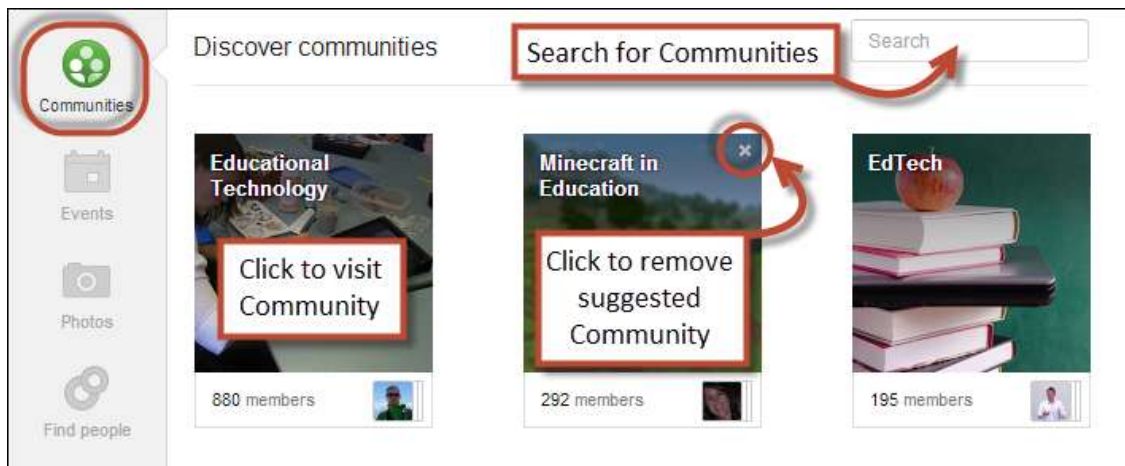 Communities
Events
Photos
Find people
Discover communities
Search for Communities
Search
Educational
Technology
Click to visit
Community
880 members
Minecraft in
Education
×
Click to remove
suggested
Community
292 members
EdTech
195 members